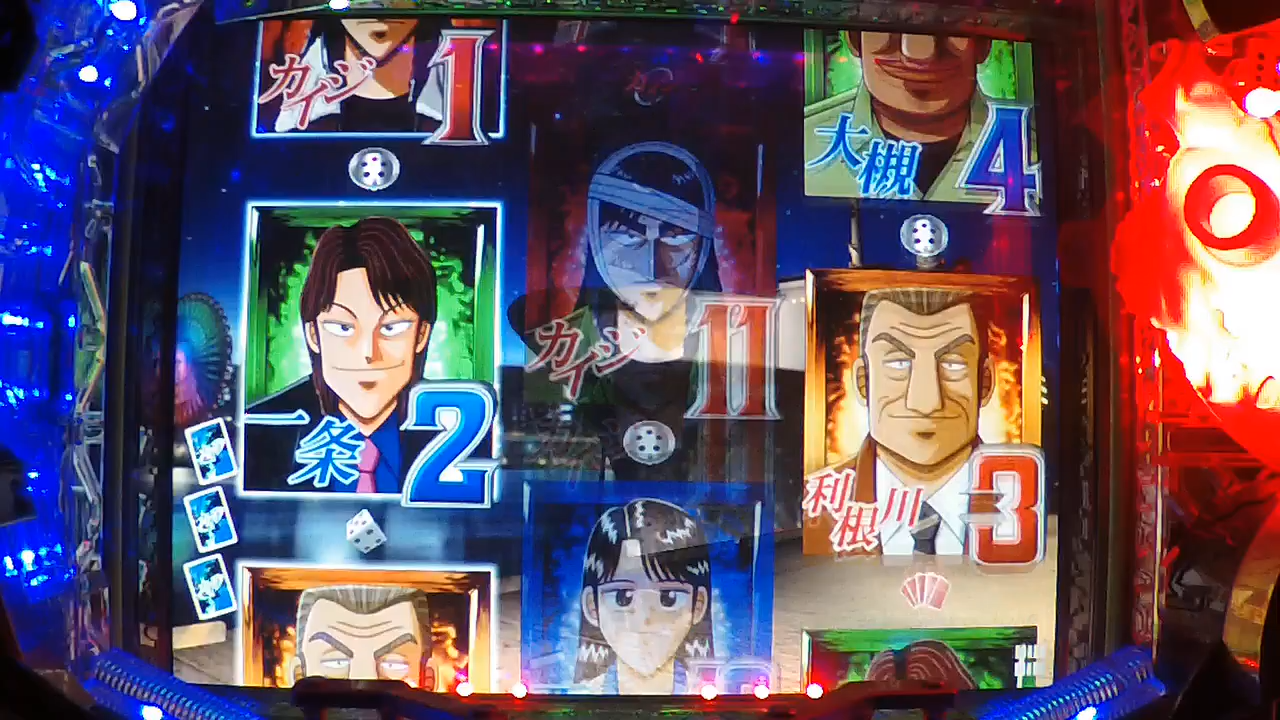 カイジ 1
大槻 4
一条 2
カイジ 11
利根川 3